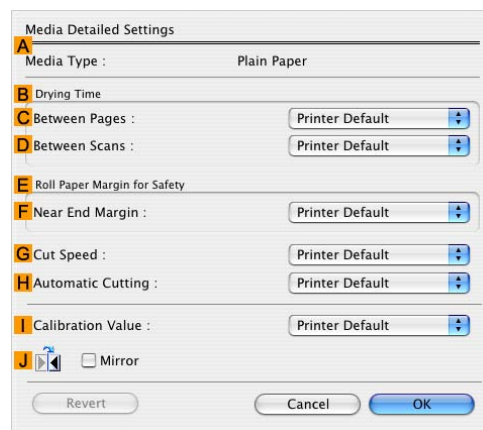 Media Detailed Settings
A
Media Type : Plain Paper
B Drying Time
C Between Pages : Printer Default
D Between Scans : Printer Default
E Roll Paper Margin for Safety
F Near End Margin : Printer Default
G Cut Speed : Printer Default
H Automatic Cutting : Printer Default
I Calibration Value : Printer Default
J Mirror
Revert Cancel OK